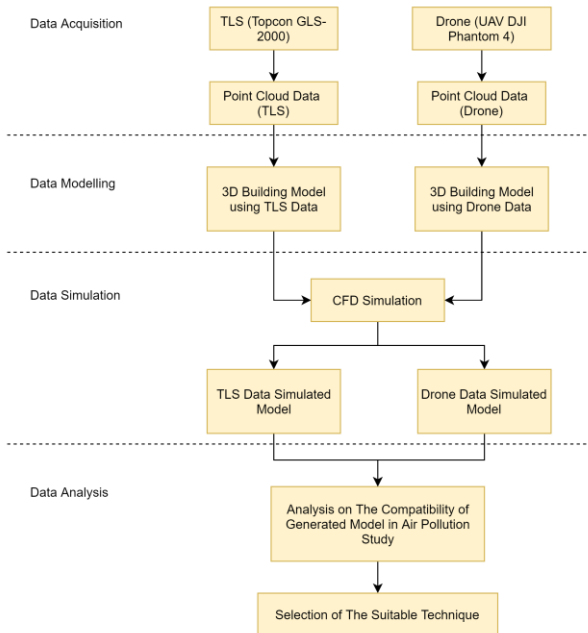 Data Acquisition
TLS (Topcon GLS-
2000)
Drone (UAV DJI
Phantom 4)
Point Cloud Data
(TLS)
Point Cloud Data
(Drone)
Data Modelling
3D Building Model
using TLS Data
3D Building Model
using Drone Data
Data Simulation
CFD Simulation
TLS Data Simulated
Model
Drone Data Simulated
Model
Data Analysis
Analysis on The Compatibility of
Generated Model in Air Pollution
Study
Selection of The Suitable Technique